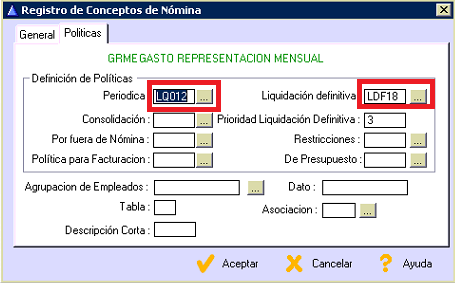 Registro de Conceptos de Nómina
General Politicas
GRMEGASTO REPRESENTACION MENSUAL
Definición de Políticas
Periodica LQ012 ... Liquidación definitiva LDF18 ...
Consolidación : ... Prioridad Liquidación Definitiva : 3
Por fuera de Nómina : ... Restricciones : ...
Política para Facturacion : ... De Presupuesto : ...
Agrupacion de Empleados : ... Dato :
Tabla : Asociacion : ...
Descripción Corta :
Aceptar Cancelar ? Ayuda